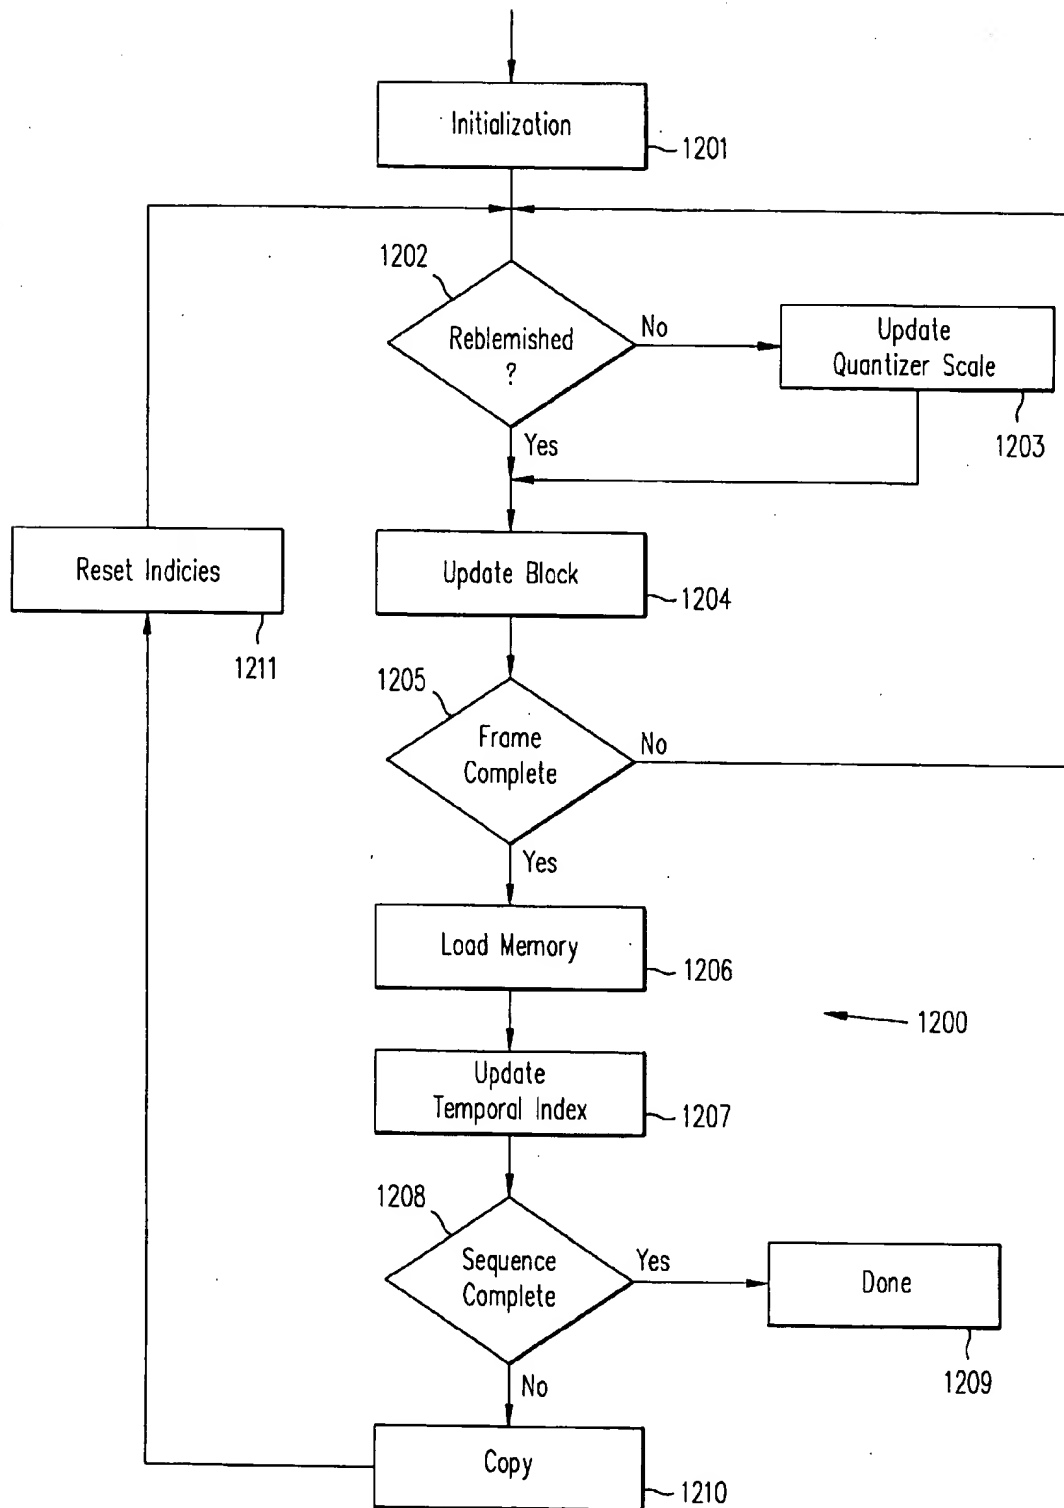 Initialization
1201
1202
Reblemished
?
No
Update
Quantizer Scale
1203
Yes
Reset Indicies
1211
Update Block
1204
1205
Frame
Complete
No
Yes
Load Memory
1206
1200
Update
Temporal Index
1207
1208
Sequence
Complete
Yes
Done
1209
No
Copy
1210